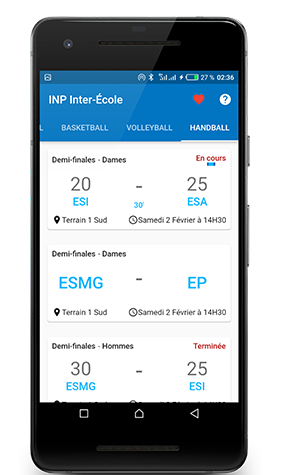 27 % 02:36
INP Inter-École
L BASKETBALL VOLLEYBALL HANDBALL
Demi-finales - Dames En cours
20 - 25
ESI 30' ESA
Terrain 1 Sud Samedi 2 Février à 14H30
Demi-finales - Dames
ESMG - EP
Terrain 1 Sud Samedi 2 Février à 14H30
Demi-finales - Hommes Terminée
30 - 25
ESMG ESI